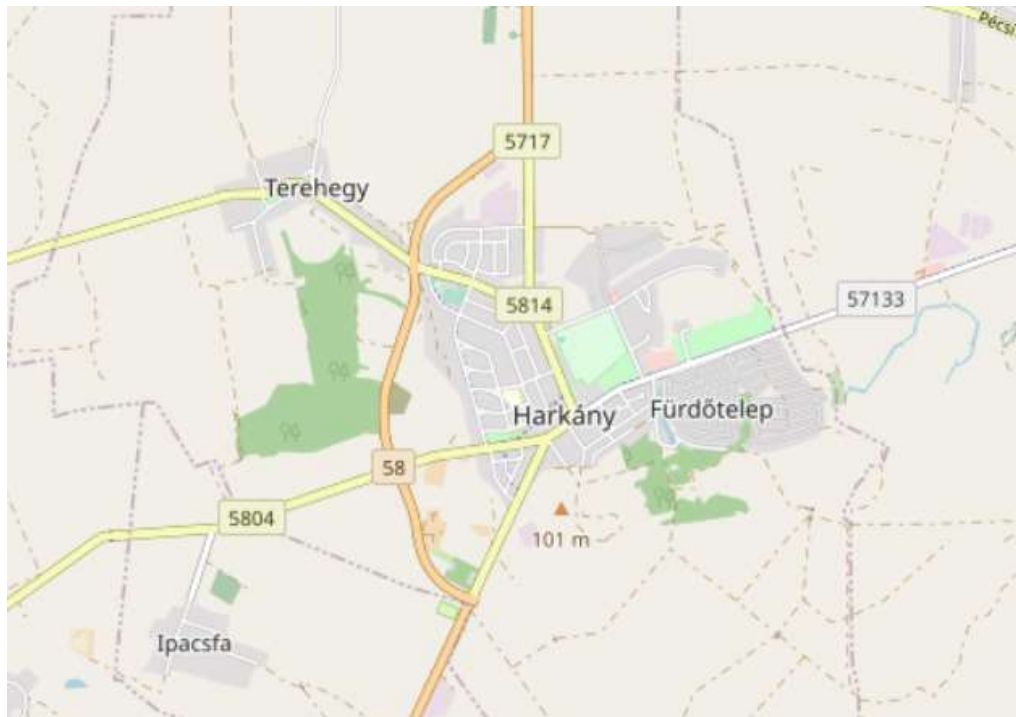 Pécsi
5717
Terehegy
5814
57133
Harkány
Fürdőtelep
58
5804
101 m
Ipacsfa